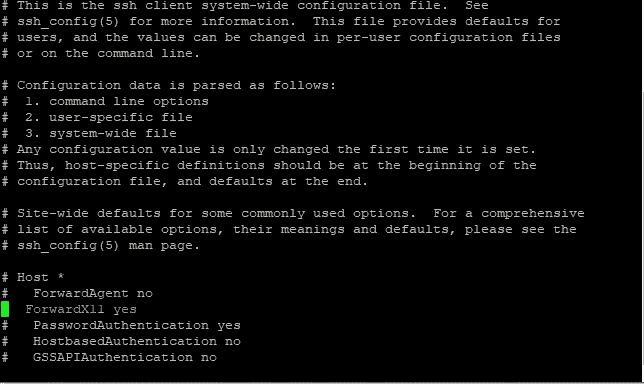 # This is the ssh client system-wide configuration file.  See
# ssh_config(5) for more information.  This file provides defaults for
# users, and the values can be changed in per-user configuration files
# or on the command line.
# Configuration data is parsed as follows:
#  1. command line options
#  2. user-specific file
#  3. system-wide file
# Any configuration value is only changed the first time it is set.
# Thus, host-specific definitions should be at the beginning of the
# configuration file, and defaults at the end.
# Site-wide defaults for some commonly used options.  For a comprehensive
# list of available options, their meanings and defaults, please see the
# ssh_config(5) man page.
# Host *
#   ForwardAgent no
ForwardX11 yes
#   PasswordAuthentication yes
#   HostbasedAuthentication no
#   GSSAPIAuthentication no